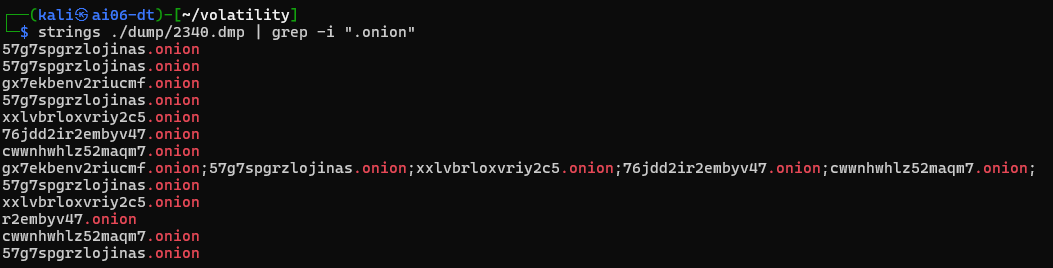 ┌──(kali㉿ai06-dt)-[~/volatility]
└─$ strings ./dump/2340.dmp | grep -i ".onion"
57g7spgrzlojinas.onion
57g7spgrzlojinas.onion
gx7ekbenv2riucmf.onion
57g7spgrzlojinas.onion
xxlvbrloxvriy2c5.onion
76jdd2ir2embyv47.onion
cwwnhwhlz52maqm7.onion
gx7ekbenv2riucmf.onion;57g7spgrzlojinas.onion;xxlvbrloxvriy2c5.onion;76jdd2ir2embyv47.onion;cwwnhwhlz52maqm7.onion;
57g7spgrzlojinas.onion
xxlvbrloxvriy2c5.onion
r2embyv47.onion
cwwnhwhlz52maqm7.onion
57g7spgrzlojinas.onion